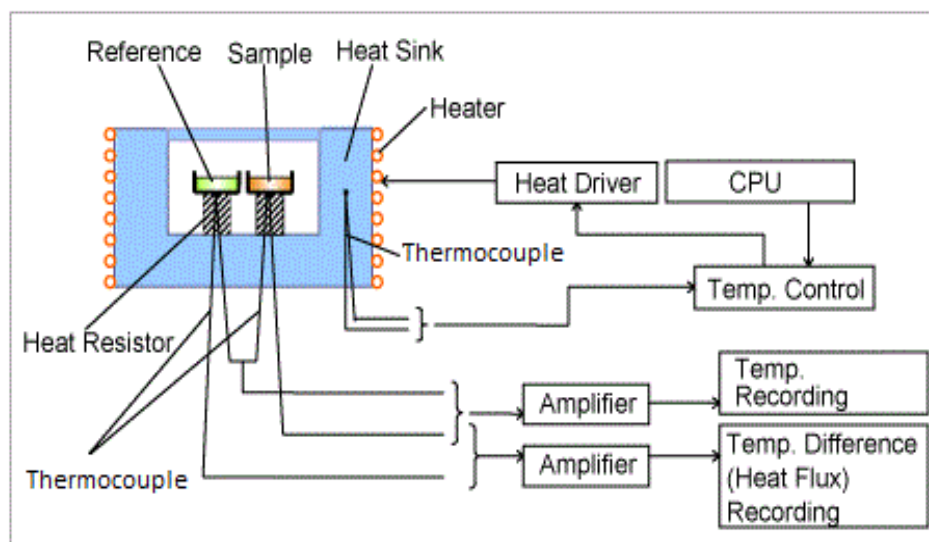 Reference
Sample
Heat Sink
Heater
Heat Driver
CPU
Thermocouple
Temp. Control
Heat Resistor
Temp.
Recording
Amplifier
Thermocouple
Amplifier
Temp. Difference
(Heat Flux)
Recording